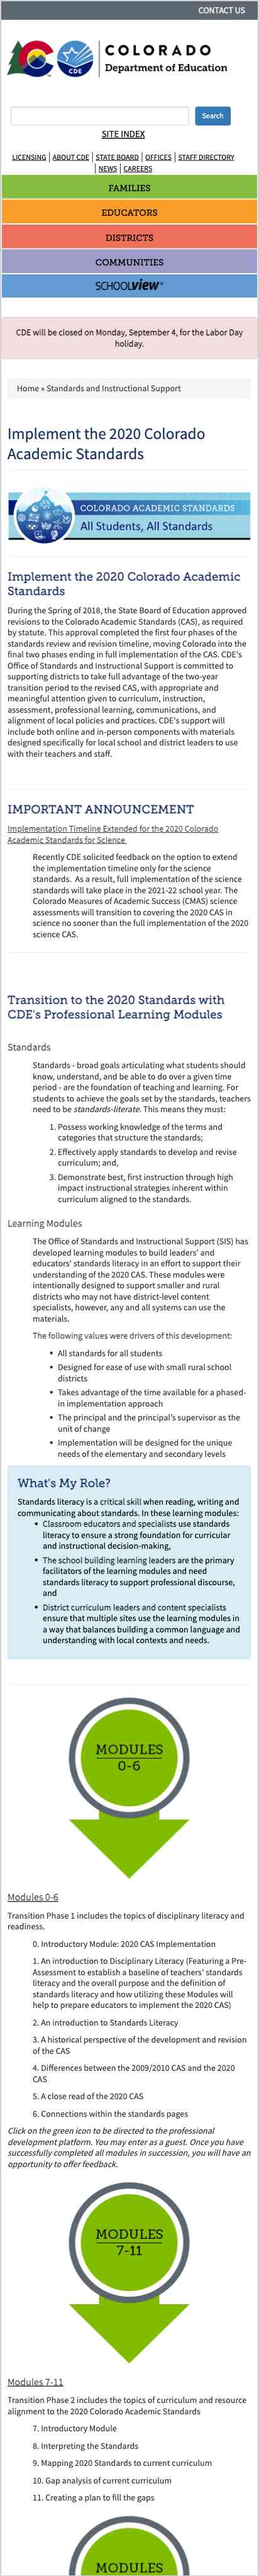 CONTACT US
COLORADO
Department of Education
CDE
Search
SITE INDEX
LICENSING | ABOUT CDE | STATE BOARD | OFFICES | STAFF DIRECTORY
| NEWS | CAREERS
FAMILIES
EDUCATORS
DISTRICTS
COMMUNITIES
SCHOOLVIEW®
CDE will be closed on Monday, September 4, for the Labor Day
holiday.
Home » Standards and Instructional Support
Implement the 2020 Colorado
Academic Standards
COLORADO ACADEMIC STANDARDS
All Students, All Standards
Implement the 2020 Colorado Academic
Standards
During the Spring of 2018, the State Board of Education approved
revisions to the Colorado Academic Standards (CAS), as required
by statute. This approval completed the first four phases of the
standards review and revision timeline, moving Colorado into the
final two phases ending in full implementation of the CAS. CDE's
Office of Standards and Instructional Support is committed to
supporting districts to take full advantage of the two-year
transition period to the revised CAS, with appropriate and
meaningful attention given to curriculum, instruction,
assessment, professional learning, communications, and
alignment of local policies and practices. CDE's support will
include both online and in-person components with materials
designed specifically for local school and district leaders to use
with their teachers and staff.
IMPORTANT ANNOUNCEMENT
Implementation Timeline Extended for the 2020 Colorado
Academic Standards for Science
Recently CDE solicited feedback on the option to extend
the implementation timeline only for the science
standards. As a result, full implementation of the science
standards will take place in the 2021-22 school year. The
Colorado Measures of Academic Success (CMAS) science
assessments will transition to covering the 2020 CAS in
science no sooner than the full implementation of the 2020
science CAS.
Transition to the 2020 Standards with
CDE's Professional Learning Modules
Standards
Standards - broad goals articulating what students should
know, understand, and be able to do over a given time
period - are the foundation of teaching and learning. For
students to achieve the goals set by the standards, teachers
need to be standards-literate. This means they must:
1. Possess working knowledge of the terms and
categories that structure the standards;
2. Effectively apply standards to develop and revise
curriculum; and,
3. Demonstrate best, first instruction through high
impact instructional strategies inherent within
curriculum aligned to the standards.
Learning Modules
The Office of Standards and Instructional Support (SIS) has
developed learning modules to build leaders' and
educators' standards literacy in an effort to support their
understanding of the 2020 CAS. These modules were
intentionally designed to support smaller and rural
districts who may not have district-level content
specialists, however, any and all systems can use the
materials.
The following values were drivers of this development:
• All standards for all students
• Designed for ease of use with small rural school
districts
• Takes advantage of the time available for a phased-
in implementation approach
• The principal and the principal's supervisor as the
unit of change
• Implementation will be designed for the unique
needs of the elementary and secondary levels
What's My Role?
Standards literacy is a critical skill when reading, writing and
communicating about standards. In these learning modules:
• Classroom educators and specialists use standards
literacy to ensure a strong foundation for curricular
and instructional decision-making,
• The school building learning leaders are the primary
facilitators of the learning modules and need
standards literacy to support professional discourse,
and
• District curriculum leaders and content specialists
ensure that multiple sites use the learning modules in
a way that balances building a common language and
understanding with local contexts and needs.
MODULES
0-6
Modules 0-6
Transition Phase 1 includes the topics of disciplinary literacy and
readiness.
0. Introductory Module: 2020 CAS Implementation
1. An introduction to Disciplinary Literacy (Featuring a Pre-
Assessment to establish a baseline of teachers' standards
literacy and the overall purpose and the definition of
standards literacy and how utilizing these Modules will
help to prepare educators to implement the 2020 CAS)
2. An introduction to Standards Literacy
3. A historical perspective of the development and revision
of the CAS
4. Differences between the 2009/2010 CAS and the 2020
CAS
5. A close read of the 2020 CAS
6. Connections within the standards pages
Click on the green icon to be directed to the professional
development platform. You may enter as a guest. Once you have
successfully completed all modules in succession, you will have an
opportunity to offer feedback.
MODULES
7-11
Modules 7-11
Transition Phase 2 includes the topics of curriculum and resource
alignment to the 2020 Colorado Academic Standards
7. Introductory Module
8. Interpreting the Standards
9. Mapping 2020 Standards to current curriculum
10. Gap analysis of current curriculum
11. Creating a plan to fill the gaps
MODULES